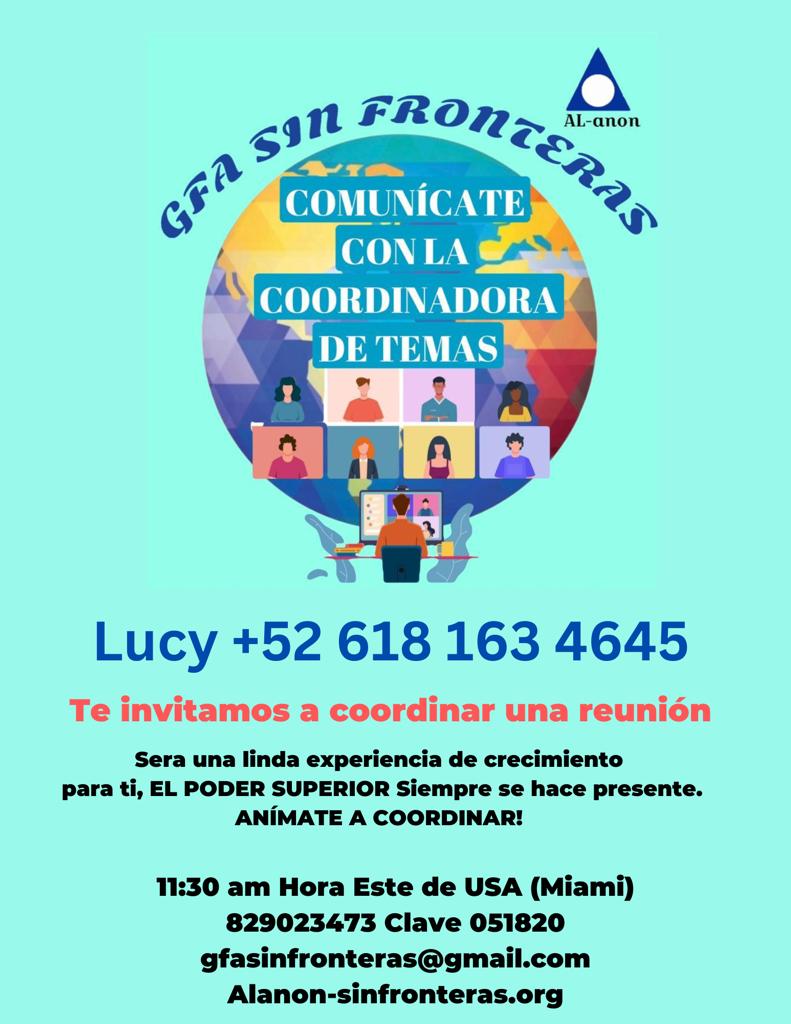 GFA SIN FRONTERAS
AL-anon
COMUNÍCATE
CON LA
COORDINADORA
DE TEMAS
Lucy +52 618 163 4645
Te invitamos a coordinar una reunión
Sera una linda experiencia de crecimiento
para ti, EL PODER SUPERIOR Siempre se hace presente.
ANÍMATE A COORDINAR!
11:30 am Hora Este de USA (Miami)
829023473 Clave 051820
gfasinfronteras@gmail.com
Alanon-sinfronteras.org